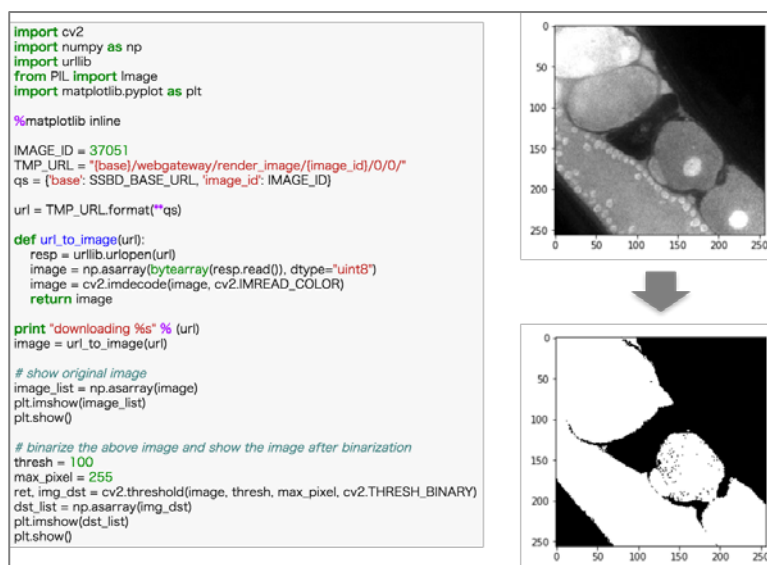 import cv2
import numpy as np
import urllib
from PIL import Image
import matplotlib.pyplot as plt
%matplotlib inline
IMAGE_ID = 37051
TMP_URL = "{base}/webgateway/render_image/{image_id}/0/0/"
qs = {'base': SSBD_BASE_URL, 'image_id': IMAGE_ID}
url = TMP_URL.format(**qs)
def url_to_image(url):
    resp = urllib.urlopen(url)
    image = np.asarray(bytearray(resp.read()), dtype="uint8")
    image = cv2.imdecode(image, cv2.IMREAD_COLOR)
    return image
print "downloading %s" % (url)
image = url_to_image(url)
# show original image
image_list = np.asarray(image)
plt.imshow(image_list)
plt.show()
# binarize the above image and show the image after binarization
thresh = 100
max_pixel = 255
ret, img_dst = cv2.threshold(image, thresh, max_pixel, cv2.THRESH_BINARY)
dst_list = np.asarray(img_dst)
plt.imshow(dst_list)
plt.show()
0
50
100
150
200
250
0 50 100 150 200 250
0
50
100
150
200
250
0 50 100 150 200 250